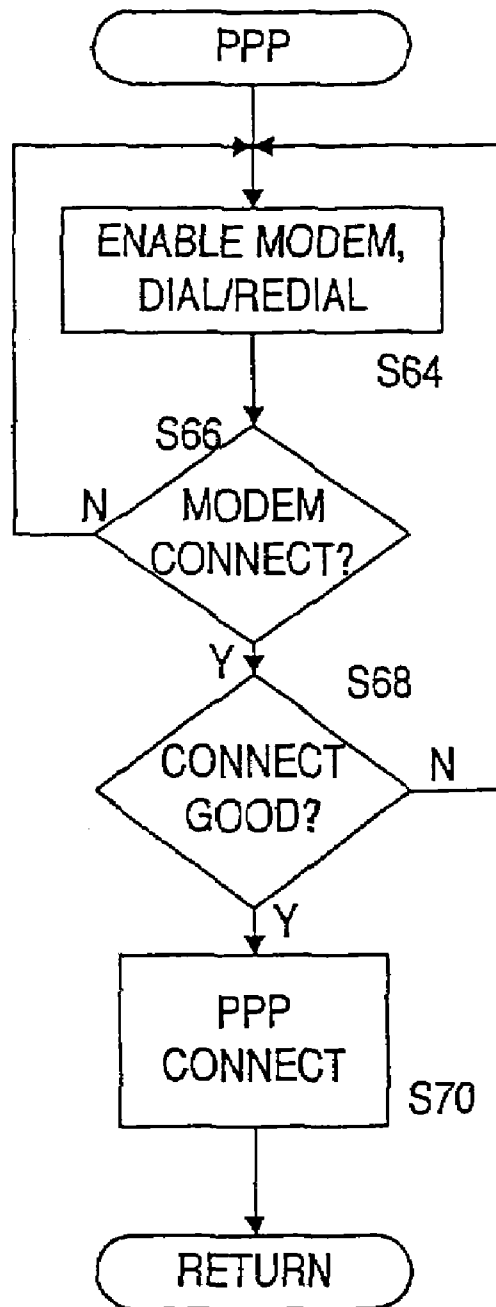 PPP
ENABLE MODEM,
DIAL/REDIAL
S64
S66
N
MODEM
CONNECT?
Y
S68
CONNECT
GOOD?
N
Y
PPP
CONNECT
S70
RETURN